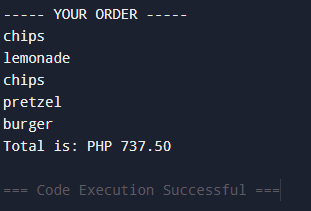 ----- YOUR ORDER -----
chips
lemonade
chips
pretzel
burger
Total is: PHP 737.50
=== Code Execution Successful ===